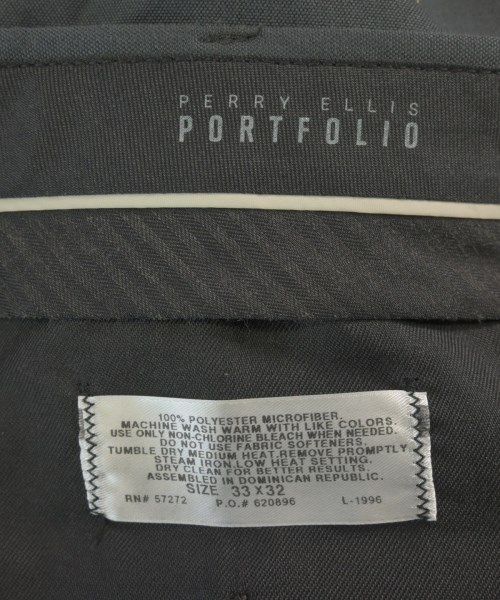 PERRY ELLIS
PORTFOLIO
100% POLYESTER MICROFIBER.
MACHINE WASH WARM WITH LIKE COLORS.
USE ONLY NON-CHLORINE BLEACH WHEN NEEDED.
DO NOT USE FABRIC SOFTENERS.
TUMBLE DRY MEDIUM HEAT.REMOVE PROMPTLY.
STEAM IRON.LOW HEAT SETTING.
DRY CLEAN FOR BETTER RESULTS.
ASSEMBLED IN DOMINICAN REPUBLIC.
SIZE 33X32
RN# 57272 P.O.# 620896 L-1996